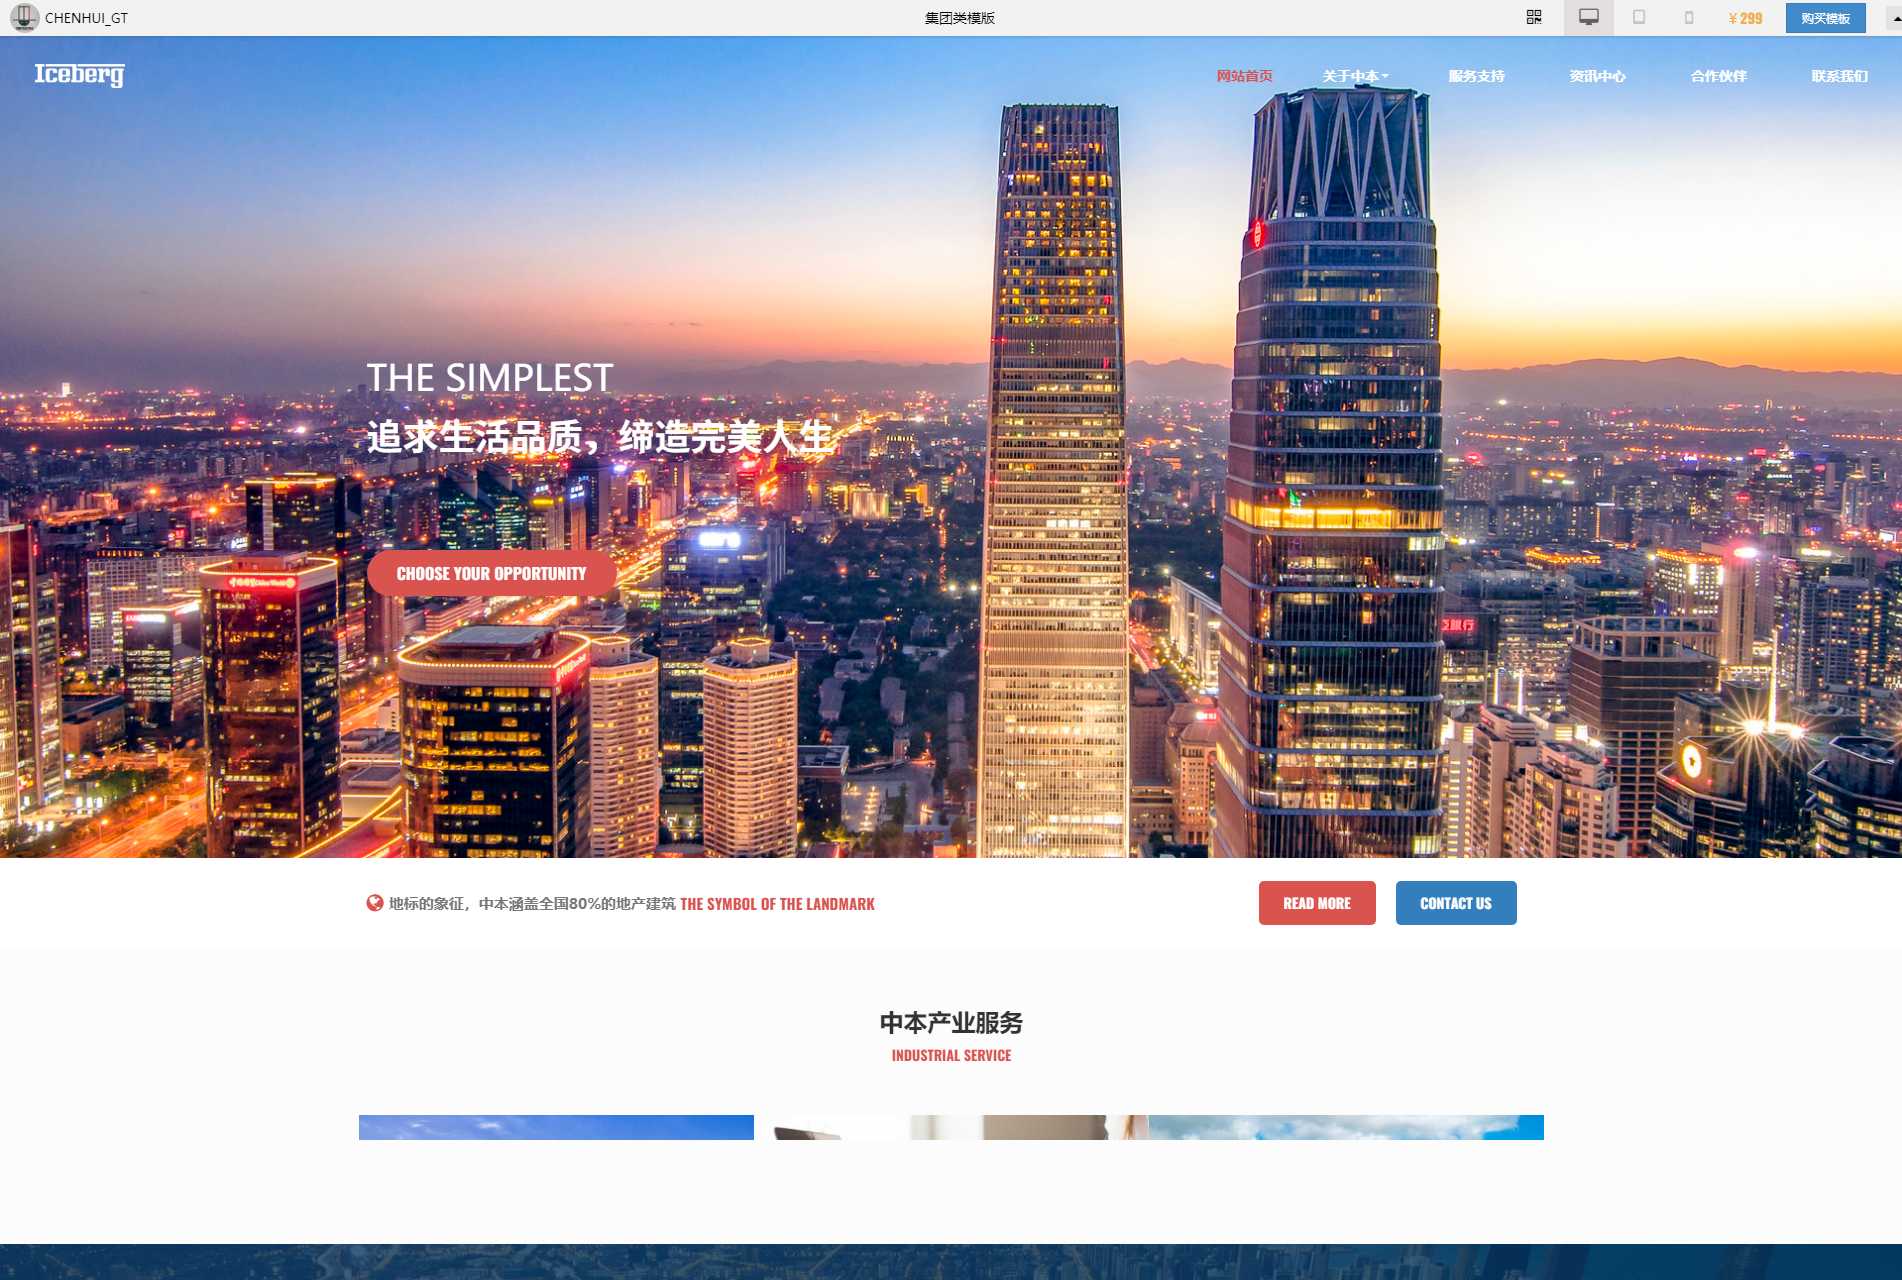 CHENHUI_GT
集团类模版
¥ 299
购买模板
Iceberg
网站首页
关于中本
服务支持
资讯中心
合作伙伴
联系我们
THE SIMPLEST
追求生活品质，缔造完美人生
CHOOSE YOUR OPPORTUNITY
地标的象征，中本涵盖全国80%的地产建筑 THE SYMBOL OF THE LANDMARK
READ MORE
CONTACT US
中本产业服务
INDUSTRIAL SERVICE